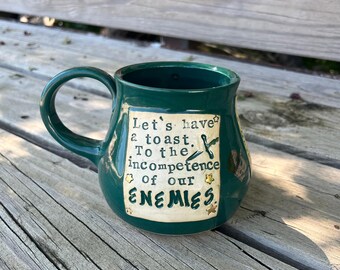 Let's have
a toast.
To the
incompetence
of our
ENEMIES.